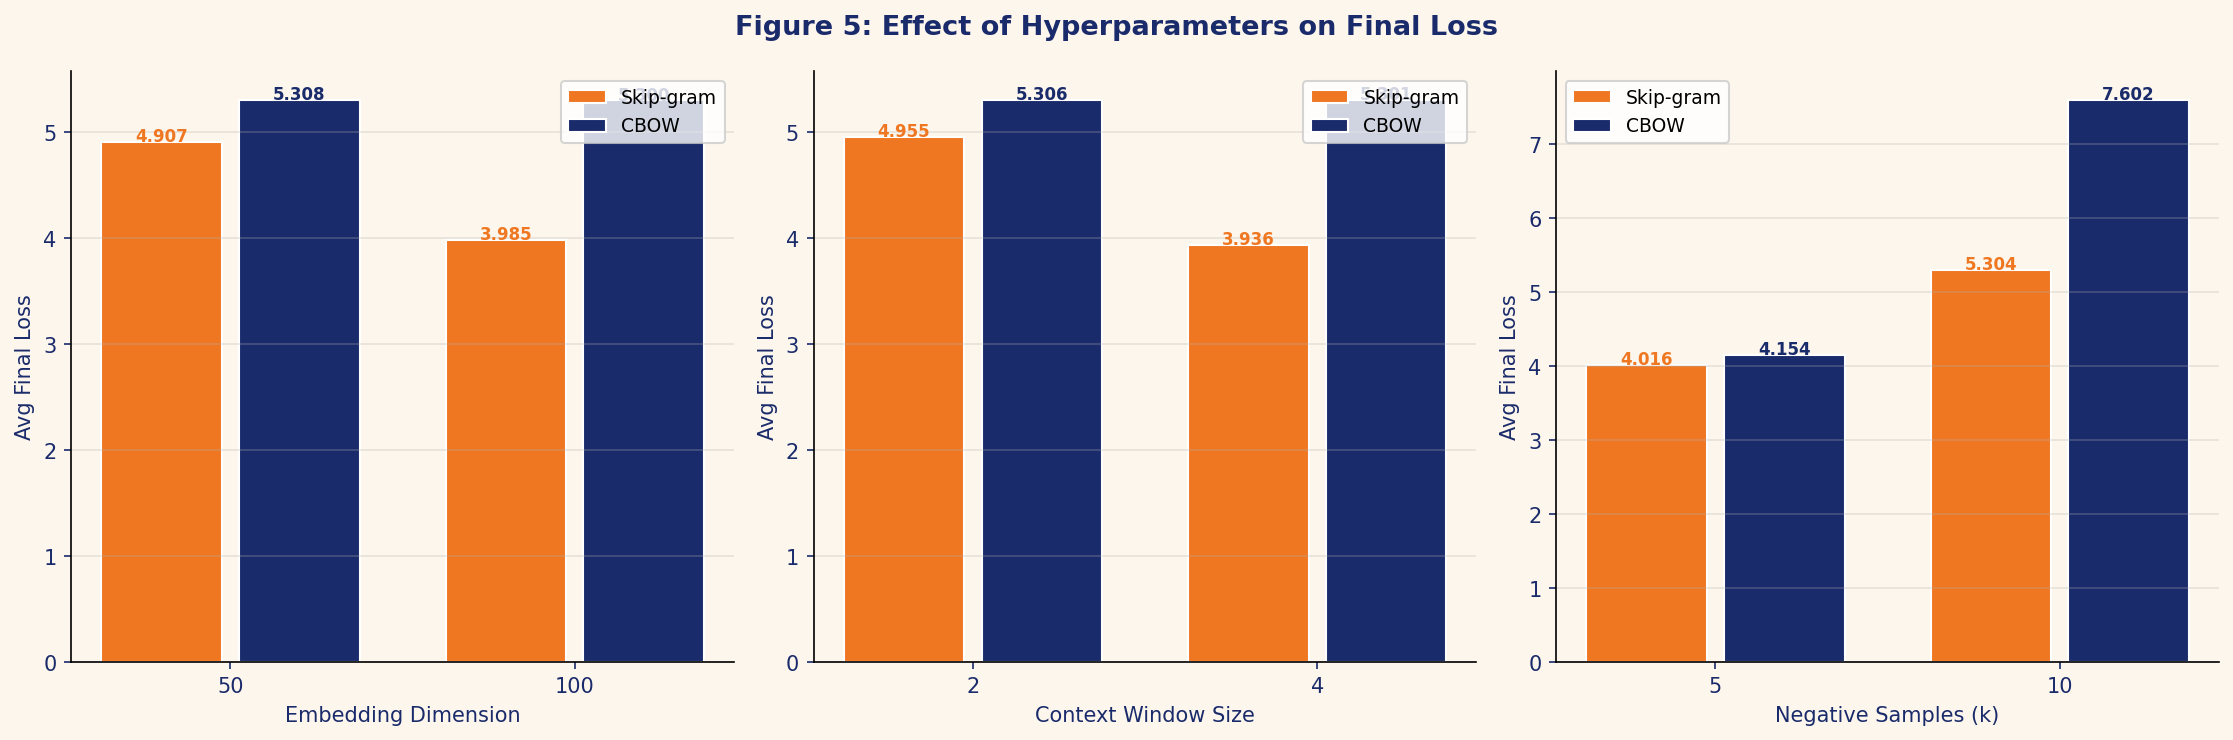 Figure 5: Effect of Hyperparameters on Final Loss
Avg Final Loss
5
4
3
2
1
0
4.907
5.308
3.985
Skip-gram
CBOW
50
100
Embedding Dimension
Avg Final Loss
5
4
3
2
1
0
4.955
5.306
3.936
Skip-gram
CBOW
2
4
Context Window Size
Avg Final Loss
7
6
5
4
3
2
1
0
Skip-gram
CBOW
4.016
4.154
5.304
7.602
5
10
Negative Samples (k)